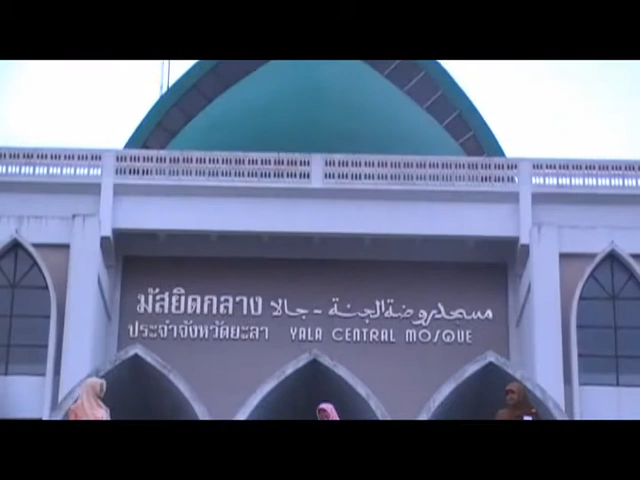 มัสยิดกลาง
ประจำจังหวัดยะลา
مسجد روضة الجنة - جالا
YALA CENTRAL MOSQUE